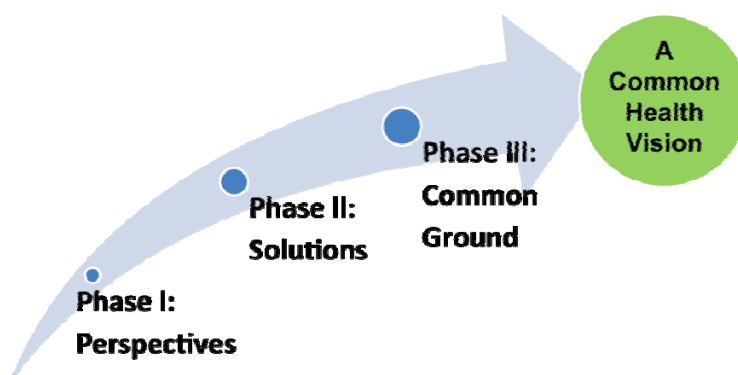 Phase I:
Perspectives
Phase II:
Solutions
Phase III:
Common
Ground
A
Common
Health
Vision